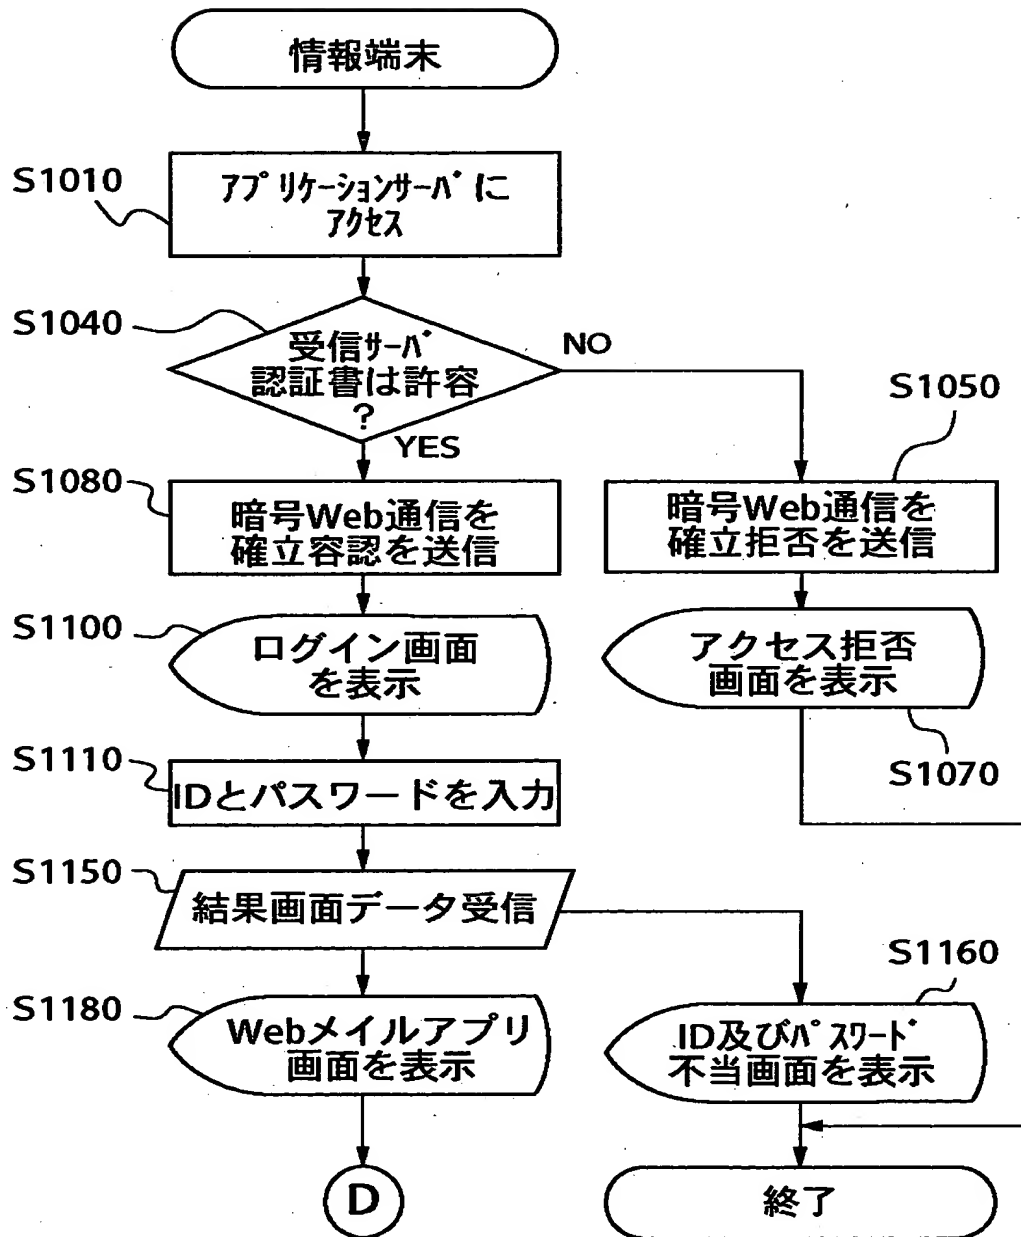 情報端末
S1010
アプリケーションサーバに
アクセス
S1040
受信サーバ
認証書は許容
?
NO
YES
S1050
S1080
暗号Web通信を
確立容認を送信
暗号Web通信を
確立拒否を送信
S1100
ログイン画面
を表示
アクセス拒否
画面を表示
S1070
S1110
IDとパスワードを入力
S1150
結果画面データ受信
S1160
S1180
Webメイルアプリ
画面を表示
ID及びパスワード
不当画面を表示
D
終了